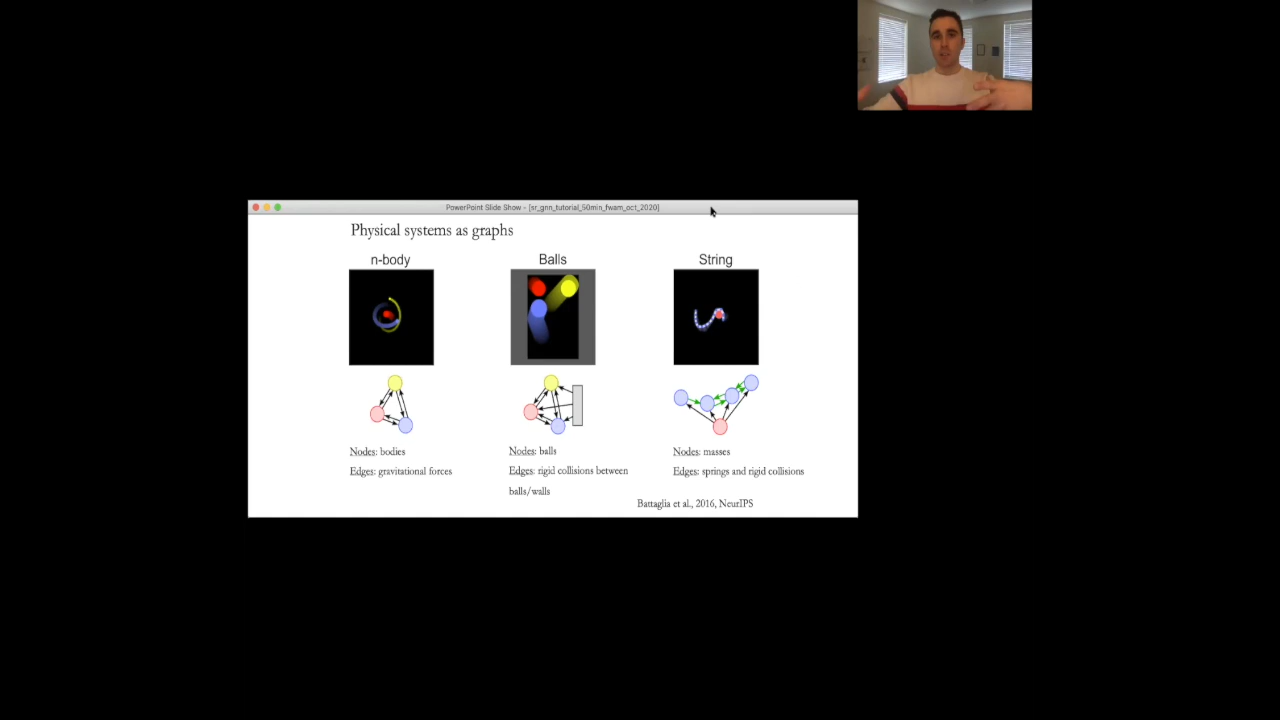 PowerPoint Slide Show - [sr_gnn_tutorial_50min_fwam_oct_2020]
Physical systems as graphs
n-body
Balls
String
Nodes: bodies
Edges: gravitational forces
Nodes: balls
Edges: rigid collisions between
balls/walls
Nodes: masses
Edges: springs and rigid collisions
Battaglia et al., 2016, NeurIPS